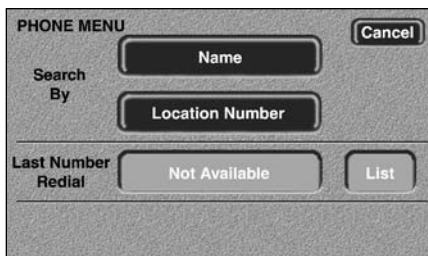 PHONE MENU
Cancel
Name
Search
By
Location Number
Last Number
Redial
Not Available
List